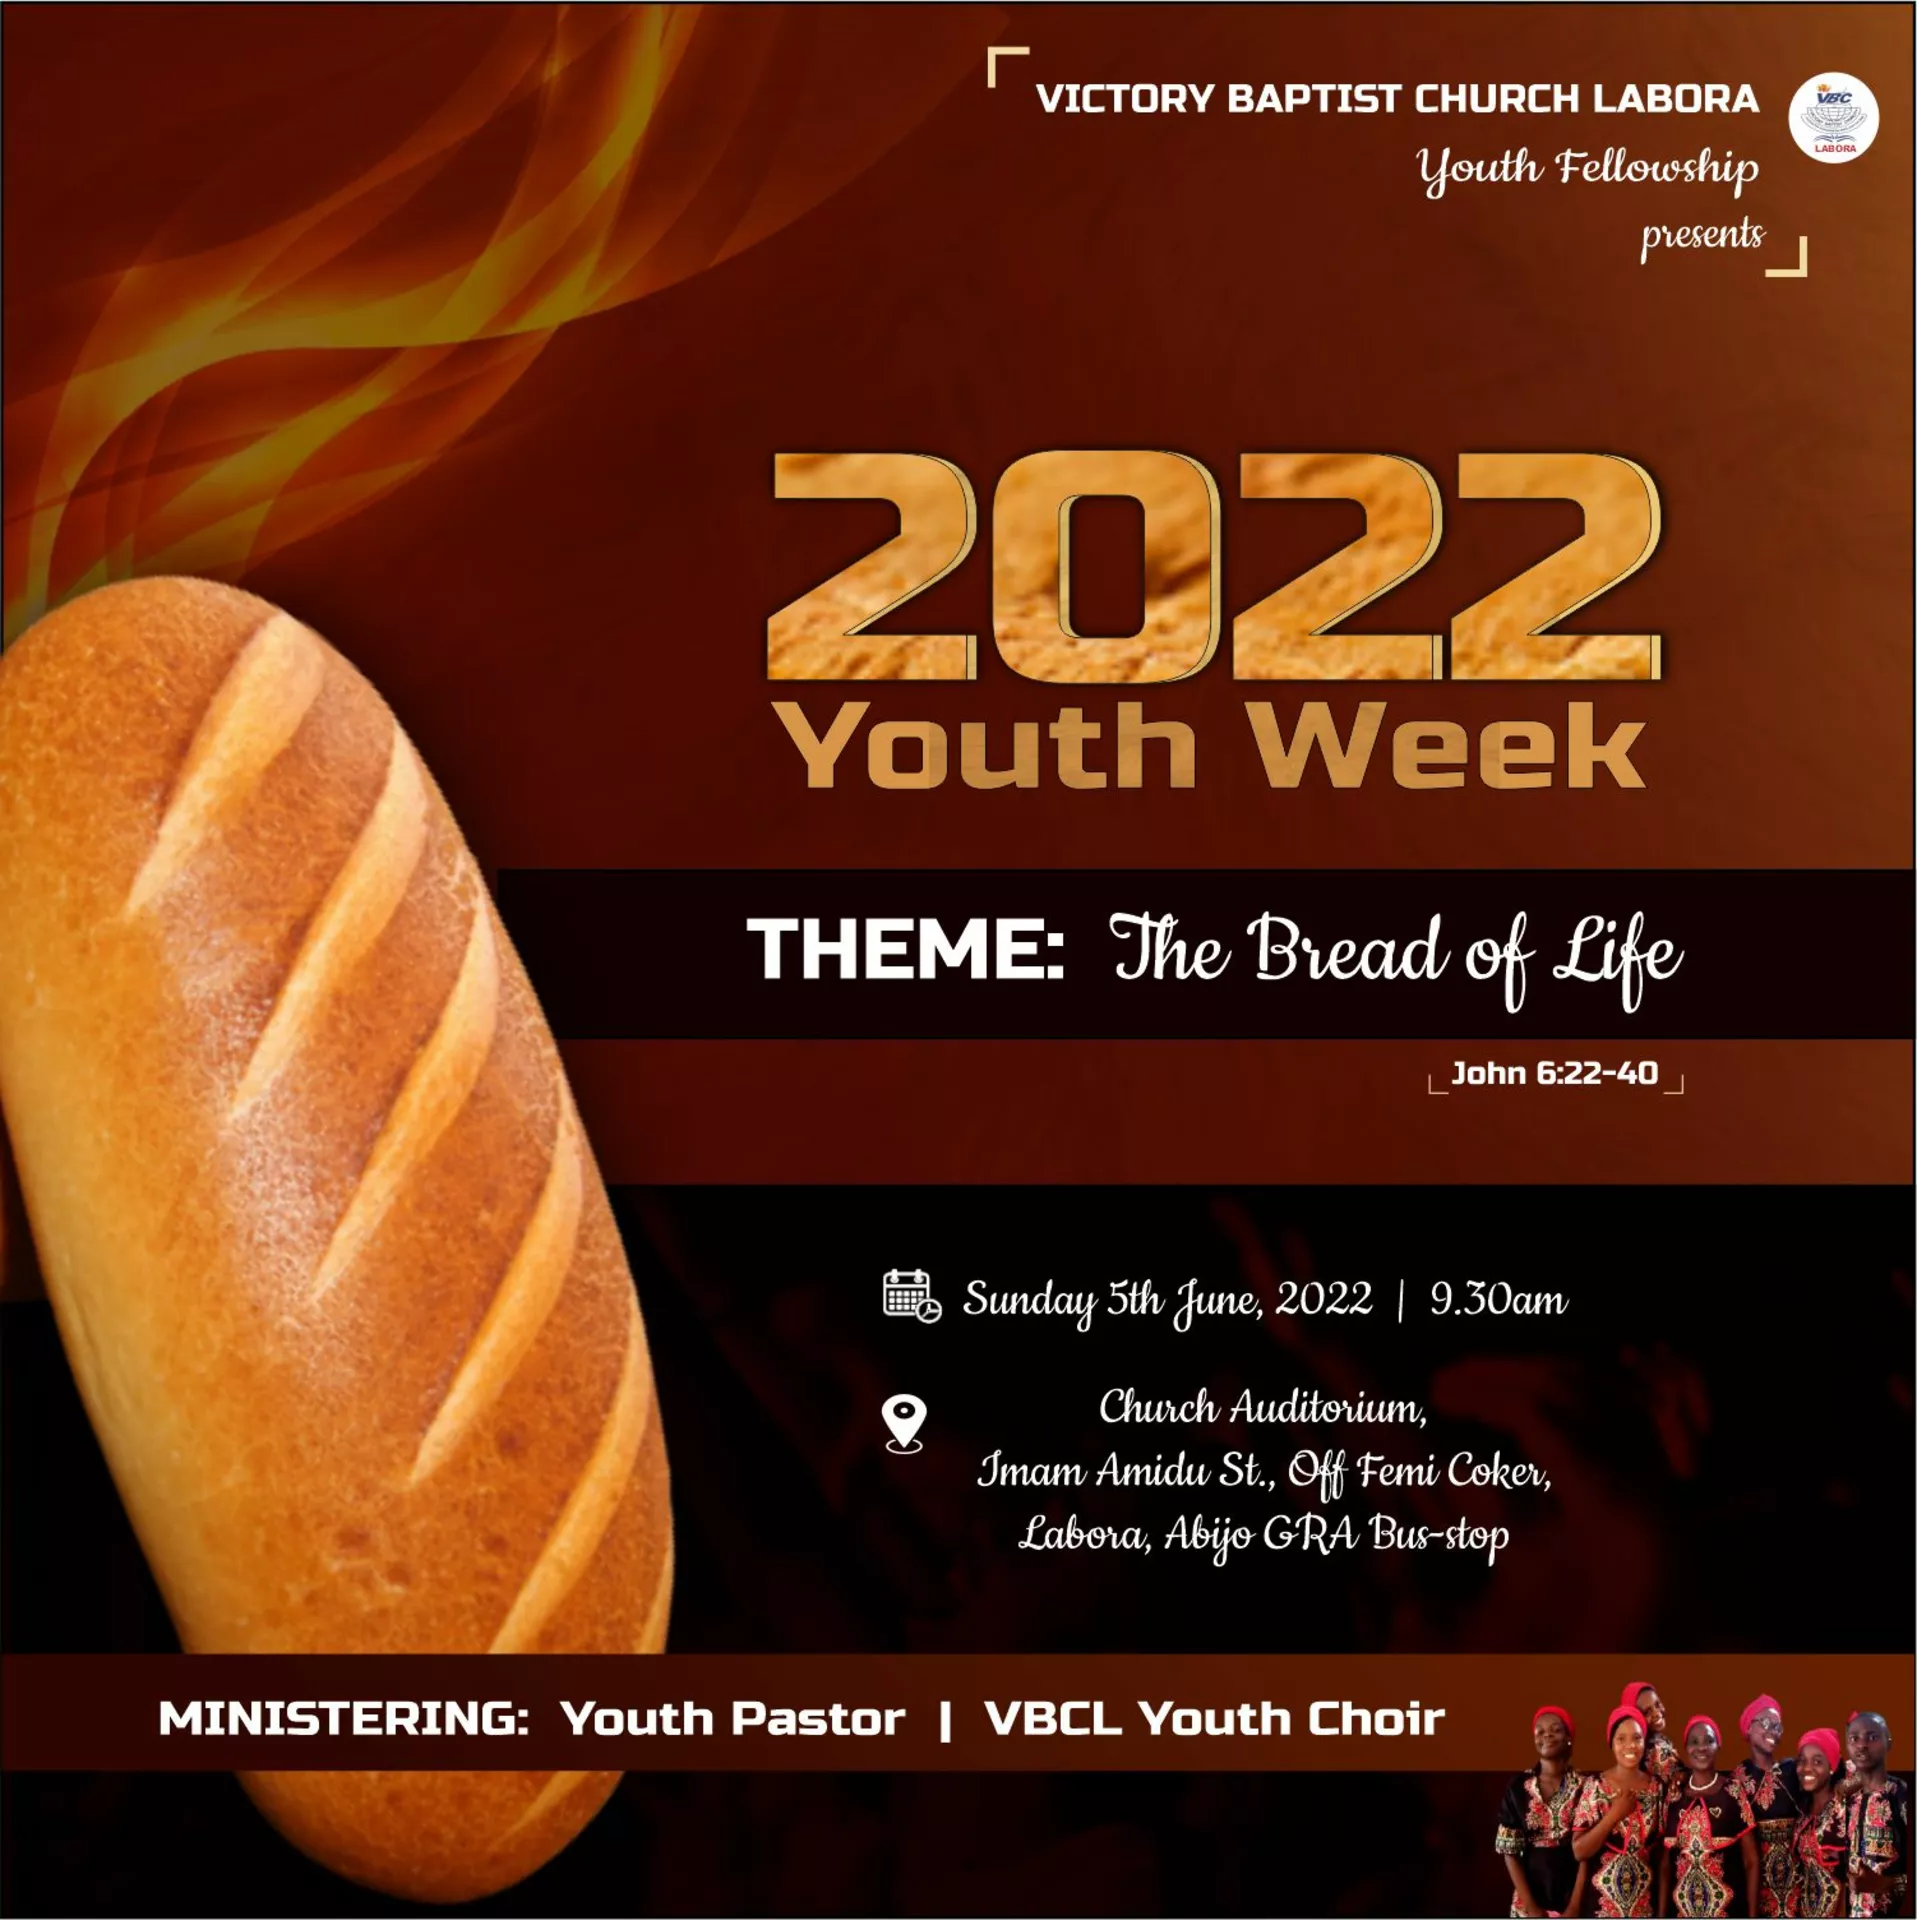 VICTORY BAPTIST CHURCH LABORA
VBC
LABORA
Youth Fellowship
presents
2022
Youth Week
THEME: The Bread of Life
John 6:22-40
Sunday 5th June, 2022 | 9.30am
Church Auditorium,
Imam Amidu St., Off Femi Coker,
Labora, Abijo GRA Bus-stop
MINISTERING: Youth Pastor | VBCL Youth Choir